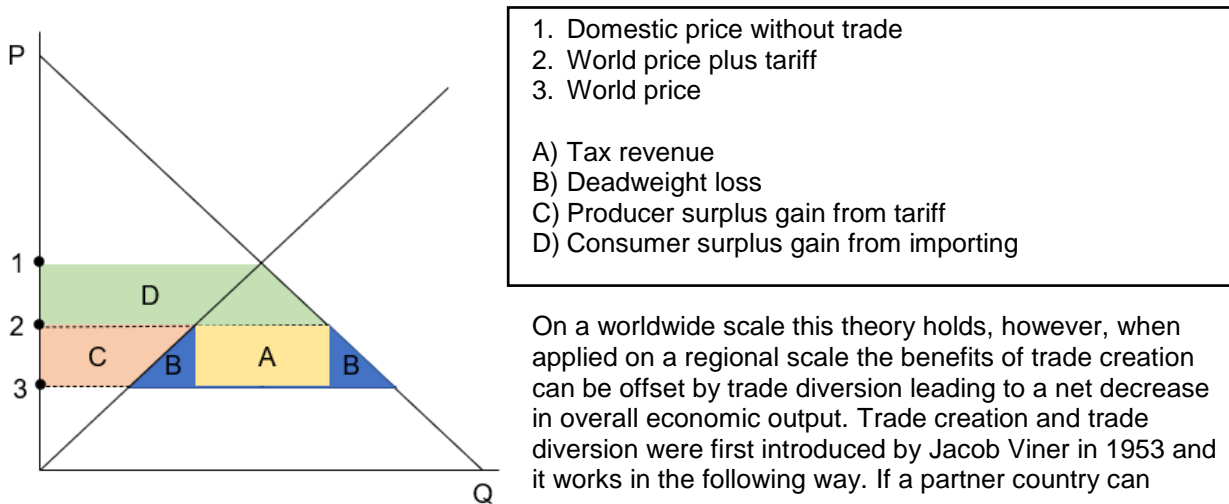 P
1
2
3
D
C
B
A
B
Q
1. Domestic price without trade
2. World price plus tariff
3. World price
A) Tax revenue
B) Deadweight loss
C) Producer surplus gain from tariff
D) Consumer surplus gain from importing
On a worldwide scale this theory holds, however, when
applied on a regional scale the benefits of trade creation
can be offset by trade diversion leading to a net decrease
in overall economic output. Trade creation and trade
diversion were first introduced by Jacob Viner in 1953 and
it works in the following way. If a partner country can